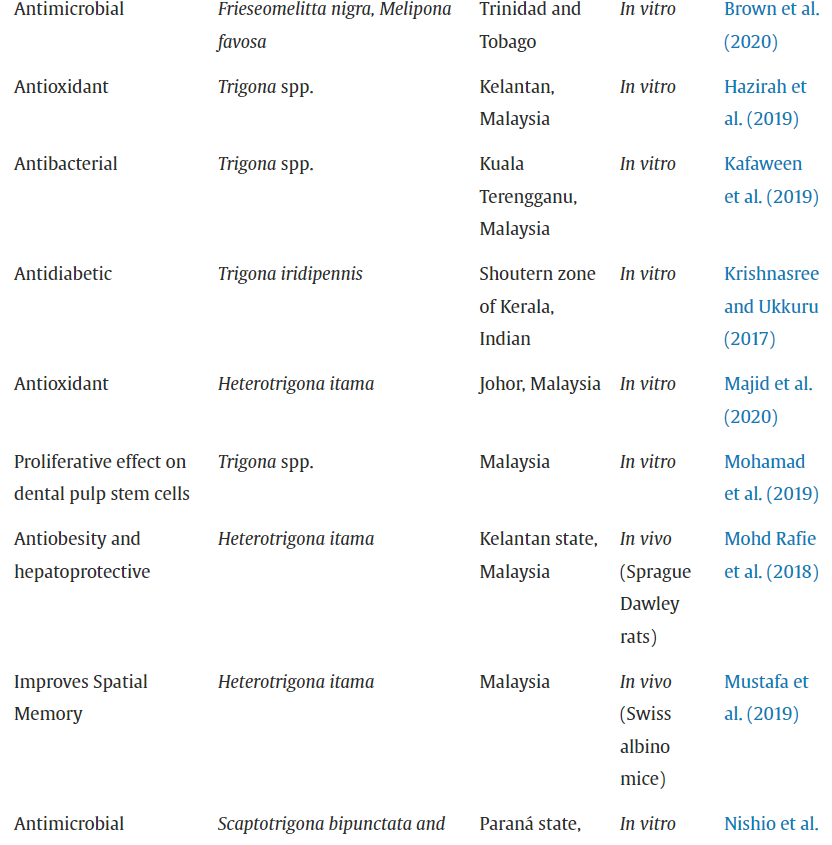 Antimicrobial Frieseomelitta nigra, Melipona Trinidad and In vitro Brown et al.
favosa Tobago (2020)
Antioxidant Trigona spp. Kelantan, In vitro Hazirah et
Malaysia al. (2019)
Antibacterial Trigona spp. Kuala In vitro Kafaween
Terengganu, et al. (2019)
Malaysia
Antidiabetic Trigona iridipennis Shoutern zone In vitro Krishnasree
of Kerala, and Ukkuru
Indian (2017)
Antioxidant Heterotrigona itama Johor, Malaysia In vitro Majid et al.
(2020)
Proliferative effect on Trigona spp. Malaysia In vitro Mohamad
dental pulp stem cells et al. (2019)
Antiobesity and Heterotrigona itama Kelantan state, In vivo Mohd Rafie
hepatoprotective Malaysia (Sprague et al. (2018)
Dawley
rats)
Improves Spatial Heterotrigona itama Malaysia In vivo Mustafa et
Memory (Swiss al. (2019)
albino
mice)
Antimicrobial Scaptotrigona bipunctata and Paraná state, In vitro Nishio et al.